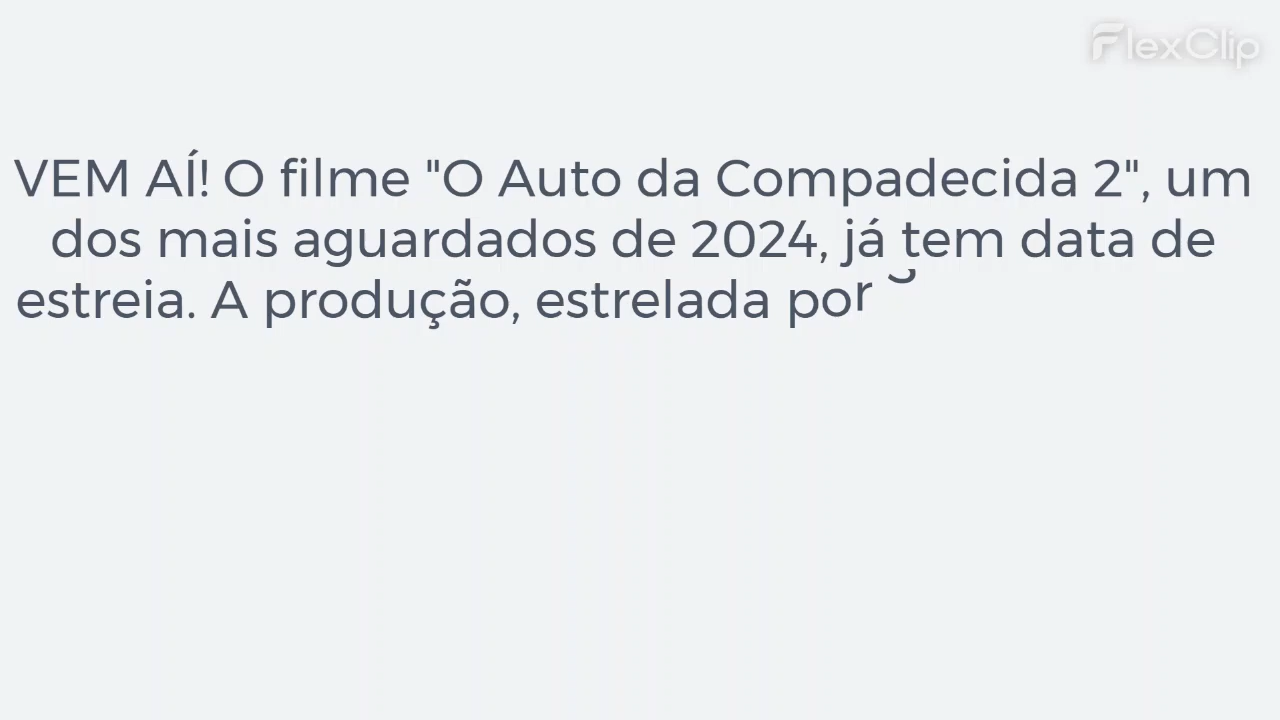 FlexClip
VEM AÍ! O filme "O Auto da Compadecida 2", um
dos mais aguardados de 2024, já tem data de
estreia. A produção, estrelada por